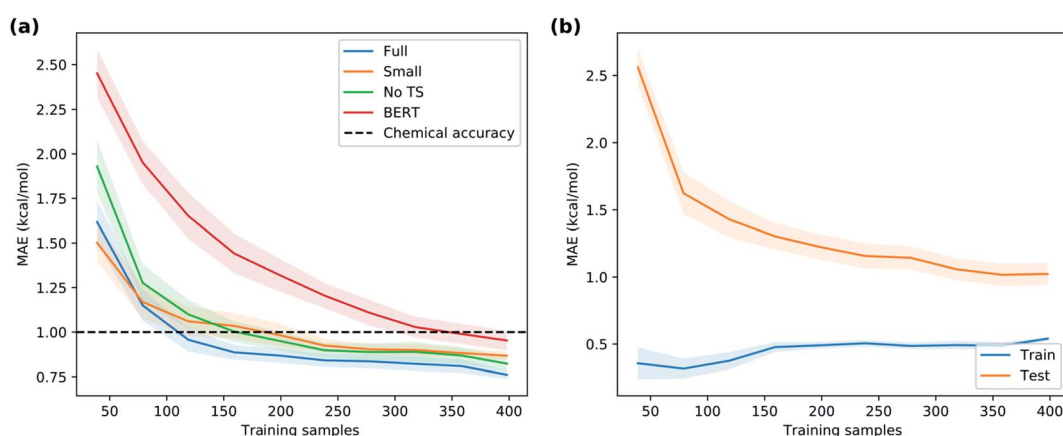 (a)
2.50
2.25
2.00
1.75
1.50
1.25
1.00
0.75
MAE (kcal/mol)
Full
Small
No TS
BERT
Chemical accuracy
50 100 150 200 250 300 350 400
Training samples
(b)
2.5
2.0
1.5
1.0
0.5
MAE (kcal/mol)
Train
Test
50 100 150 200 250 300 350 400
Training samples